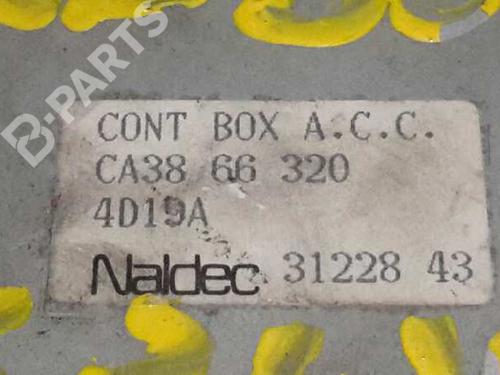 B-PARTS
CONT BOX A.C.C.
CA38 66 320
4D19A
Naldec 31228 43